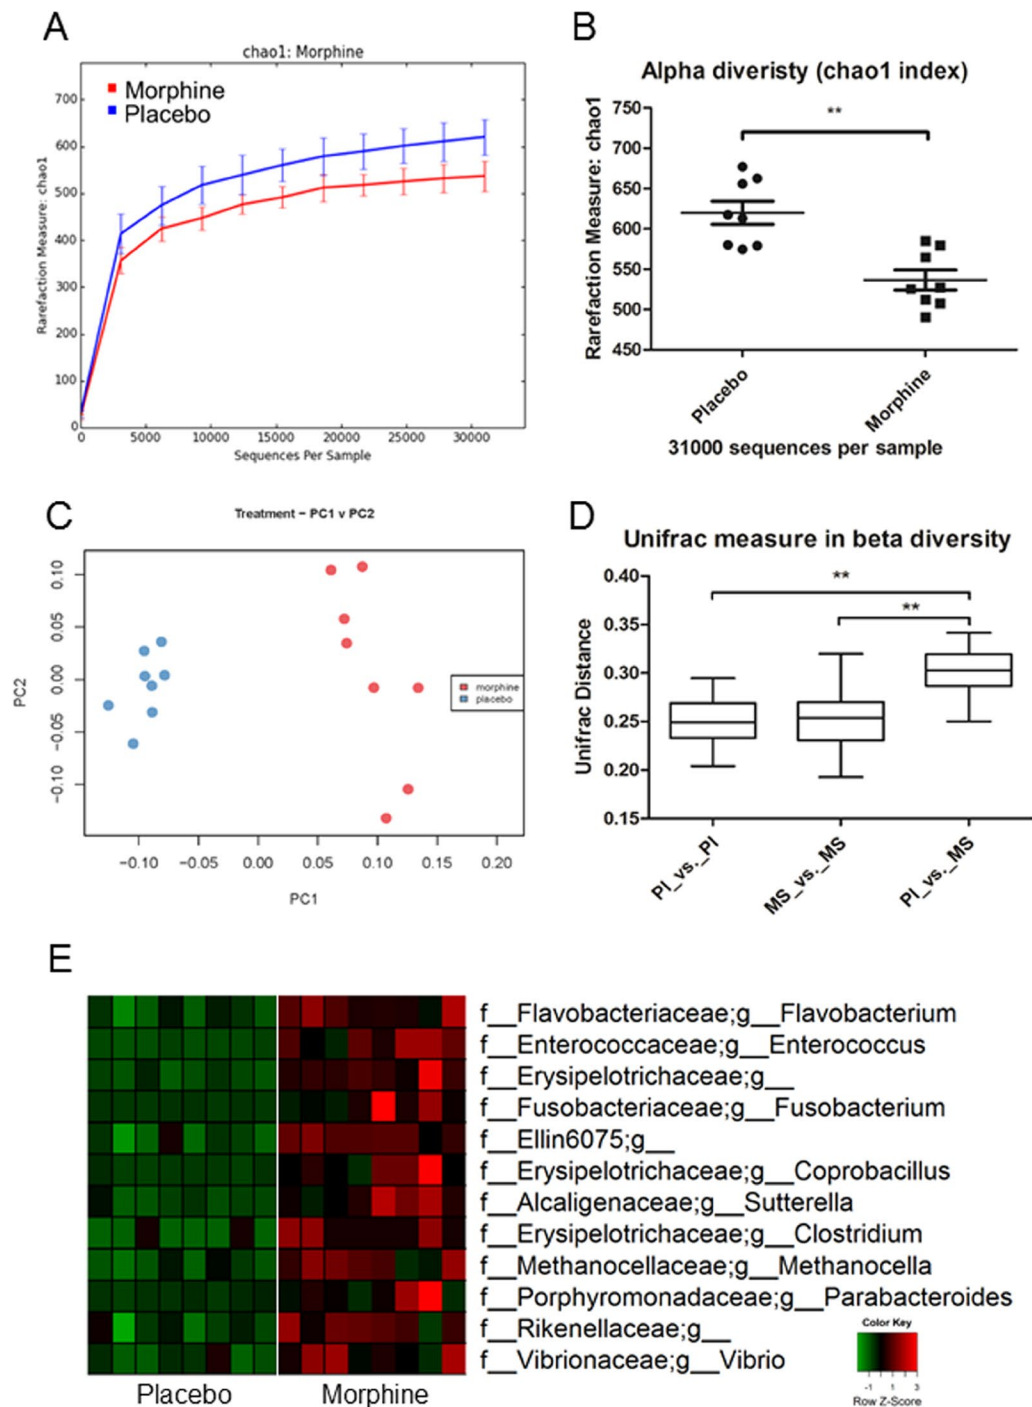 A
chao1: Morphine
Morphine
Placebo
700
600
500
400
300
200
100
0
Rarefaction Measure: chao1
0 5000 10000 15000 20000 25000 30000
Sequences Per Sample
B
Alpha diveristy (chao1 index)
**
750
700
650
600
550
500
450
Rarefaction Measure: chao1
Placebo
Morphine
31000 sequences per sample
C
Treatment – PC1 v PC2
0.10
0.05
0.00
−0.05
−0.10
PC2
morphine
placebo
−0.10 −0.05 0.00 0.05 0.10 0.15 0.20
PC1
D
Unifrac measure in beta diversity
**
**
0.40
0.35
0.30
0.25
0.20
0.15
Unifrac Distance
PI_vs._PI
MS_vs._MS
PI_vs._MS
E
f__Flavobacteriaceae;g__Flavobacterium
f__Enterococcaceae;g__Enterococcus
f__Erysipelotrichaceae;g__
f__Fusobacteriaceae;g__Fusobacterium
f__Ellin6075;g__
f__Erysipelotrichaceae;g__Coprobacillus
f__Alcaligenaceae;g__Sutterella
f__Erysipelotrichaceae;g__Clostridium
f__Methanocellaceae;g__Methanocella
f__Porphyromonadaceae;g__Parabacteroides
f__Rikenellaceae;g__
f__Vibrionaceae;g__Vibrio
Placebo
Morphine
Color Key
-1 1 3
Row Z-Score